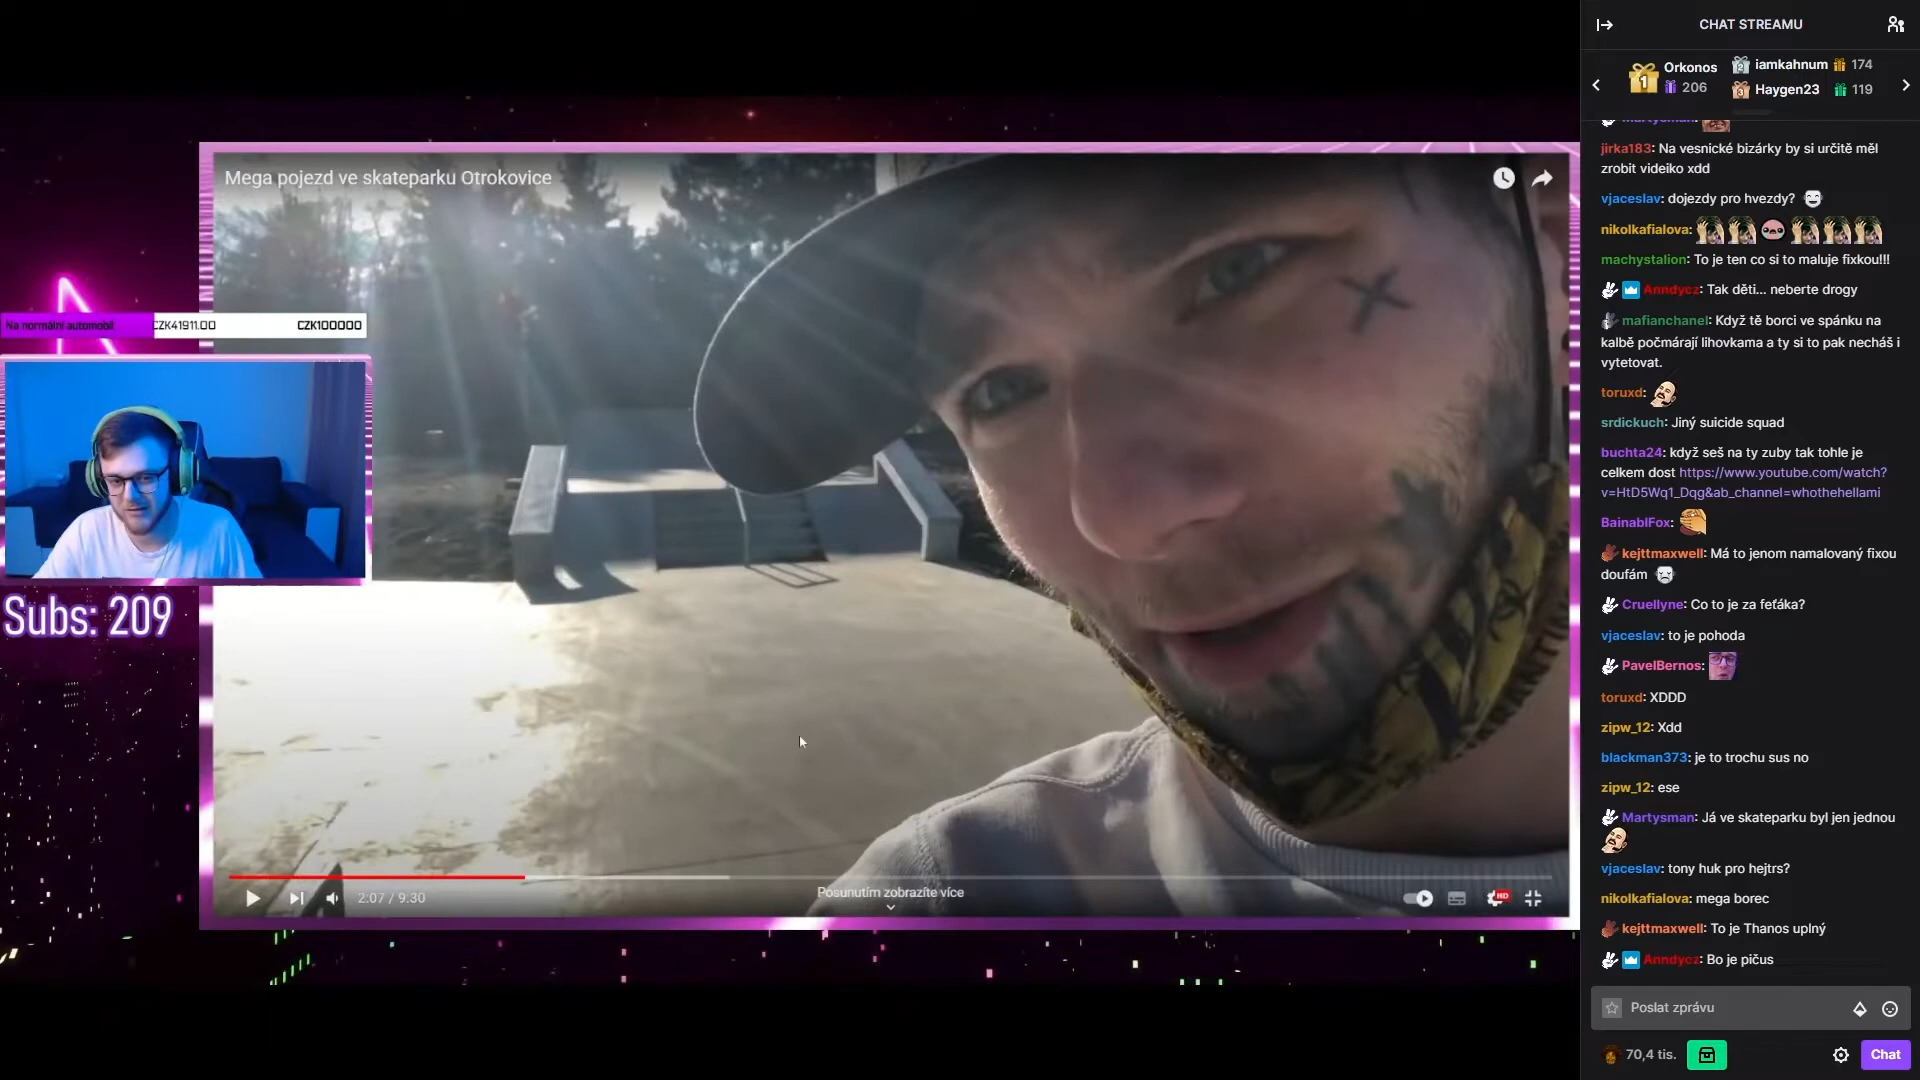 CHAT STREAMU
Orkonos
206
iamkahnum 174
Haygen23 119
Martysman:
jirka183: Na vesnické bizárky by si určitě měl
zrobit videiko xdd
vjaceslav: dojezdy pro hvezdy?
nikolkafialova:
machystalion: To je ten co si to maluje fixkou!!!
Anndycz: Tak děti... neberte drogy
mafianchanel: Když tě borci ve spánku na
kalbě počmárají lihovkama a ty si to pak necháš i
vytetovat.
toruxd:
srdickuch: Jiný suicide squad
buchta24: když seš na ty zuby tak tohle je
celkem dost https://www.youtube.com/watch?
v=HtD5Wq1_Dqg&ab_channel=whothehellami
BainablFox:
kejttmaxwell: Má to jenom namalovaný fixou
doufám
Cruellyne: Co to je za feťáka?
vjaceslav: to je pohoda
PavelBernos:
toruxd: XDDD
zipw_12: Xdd
blackman373: je to trochu sus no
zipw_12: ese
Martysman: Já ve skateparku byl jen jednou
vjaceslav: tony huk pro hejtrs?
nikolkafialova: mega borec
kejttmaxwell: To je Thanos uplný
Anndycz: Bo je pičus
Poslat zprávu
70,4 tis.
Chat
Mega pojezd ve skateparku Otrokovice
Na normální automobil CZK41911.00 CZK100000
Subs: 209
2:07 / 9:30
Posunutím zobrazíte více
HD